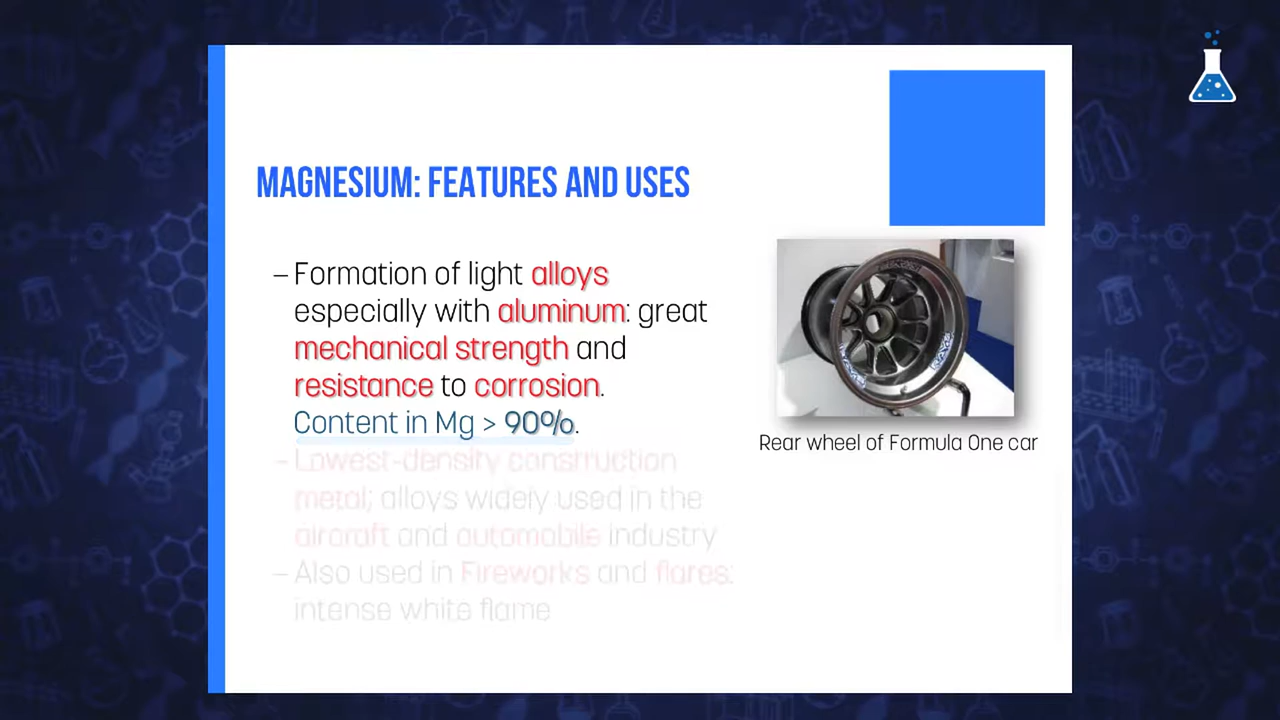 MAGNESIUM: FEATURES AND USES
– Formation of light alloys
especially with aluminum: great
mechanical strength and
resistance to corrosion.
Content in Mg > 90%.
– Lowest-density construction
metal; alloys widely used in the
aircraft and automobile industry
– Also used in Fireworks and flares:
intense white flame
Rear wheel of Formula One car